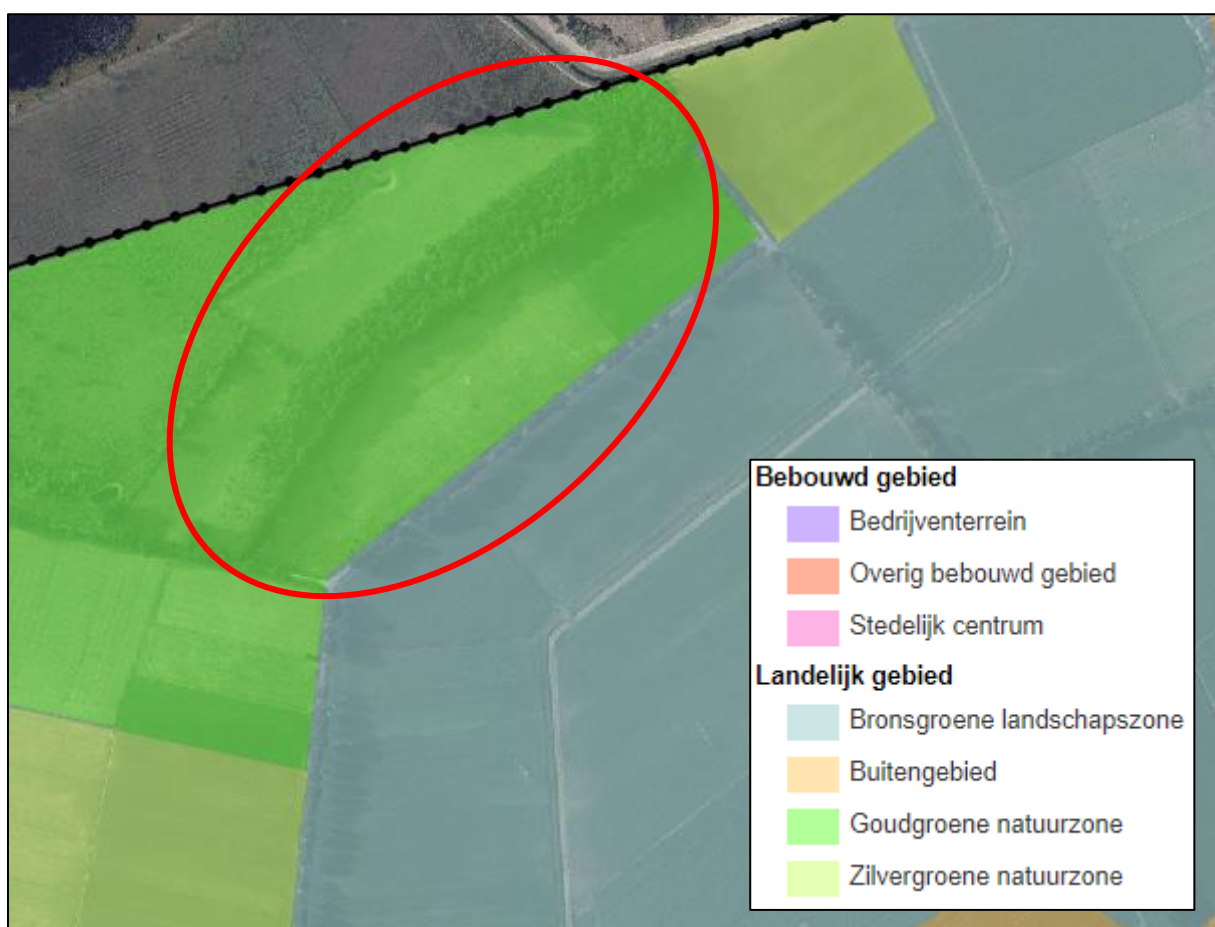 Bebouwd gebied
Bedrijventerrein
Overig bebouwd gebied
Stedelijk centrum
Landelijk gebied
Bronsgroene landschapszone
Buitengebied
Goudgroene natuurzone
Zilvergroene natuurzone